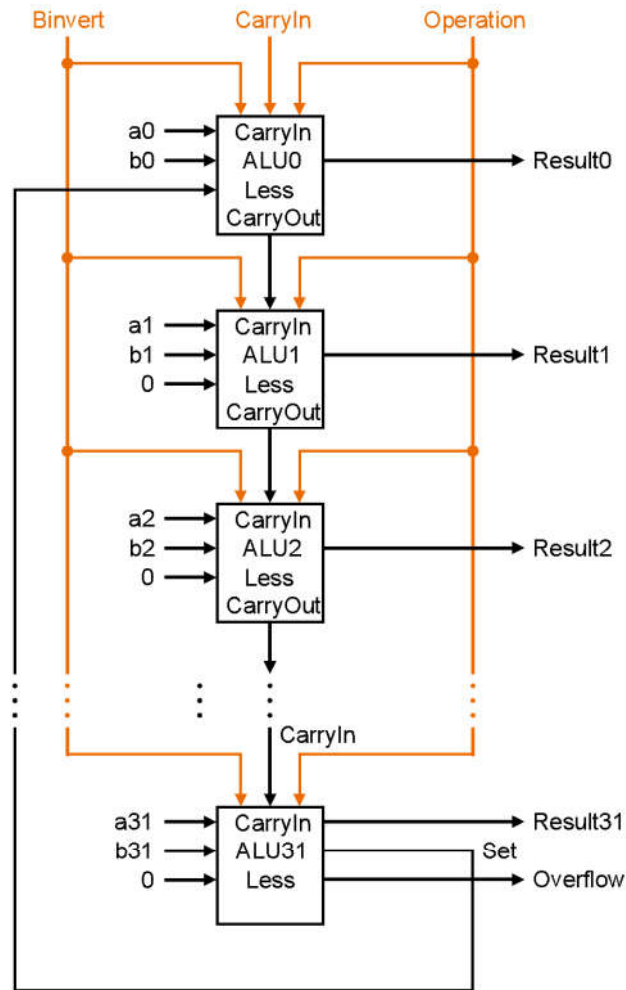 Binvert CarryIn Operation
a0 CarryIn
b0 ALU0 Result0
Less
CarryOut
a1 CarryIn
b1 ALU1 Result1
0 Less
CarryOut
a2 CarryIn
b2 ALU2 Result2
0 Less
CarryOut
CarryIn
a31 CarryIn Result31
b31 ALU31 Set
0 Less Overflow